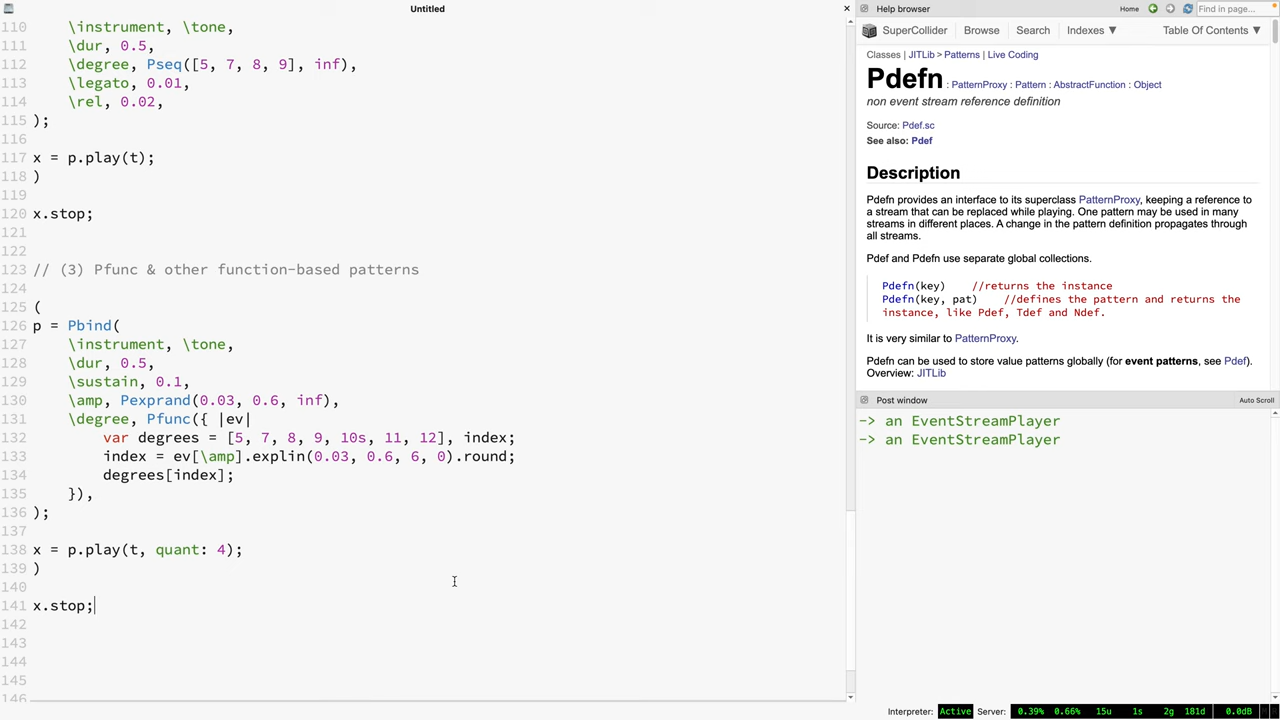 Untitled
110 \instrument, \tone,
111 \dur, 0.5,
112 \degree, Pseq([5, 7, 8, 9], inf),
113 \legato, 0.01,
114 \rel, 0.02,
115 );
116
117 x = p.play(t);
118 )
119
120 x.stop;
121
122
123 // (3) Pfunc & other function-based patterns
124
125 (
126 p = Pbind(
127 \instrument, \tone,
128 \dur, 0.5,
129 \sustain, 0.1,
130 \amp, Pexprand(0.03, 0.6, inf),
131 \degree, Pfunc({ |ev|
132 var degrees = [5, 7, 8, 9, 10s, 11, 12], index;
133 index = ev[\amp].explin(0.03, 0.6, 6, 0).round;
134 degrees[index];
135 }),
136 );
137
138 x = p.play(t, quant: 4);
139 )
140
141 x.stop;
142
143
144
145
146
Help browser
Home
Find in page...
SuperCollider Browse Search Indexes ▼ Table Of Contents ▼
Classes | JITLib > Patterns | Live Coding
Pdefn : PatternProxy : Pattern : AbstractFunction : Object
non event stream reference definition
Source: Pdef.sc
See also: Pdef
Description
Pdefn provides an interface to its superclass PatternProxy, keeping a reference to
a stream that can be replaced while playing. One pattern may be used in many
streams in different places. A change in the pattern definition propagates through
all streams.
Pdef and Pdefn use separate global collections.
Pdefn(key) //returns the instance
Pdefn(key, pat) //defines the pattern and returns the
instance, like Pdef, Tdef and Ndef.
It is very similar to PatternProxy.
Pdefn can be used to store value patterns globally (for event patterns, see Pdef).
Overview: JITLib
Post window
Auto Scroll
-> an EventStreamPlayer
-> an EventStreamPlayer
Interpreter: Active Server: 0.39% 0.66% 15u 1s 2g 181d 0.0dB